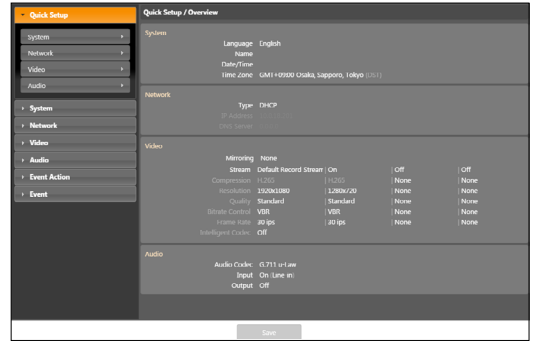 Quick Setup
System
Network
Video
Audio
System
Network
Video
Audio
Event Action
Event
Quick Setup / Overview
System
Language English
Name
Date/Time
Time Zone GMT+0900 Osaka, Sapporo, Tokyo (DST)
Network
Type DHCP
IP Address
DNS Server
Video
Mirroring None
Stream Default Record Stream | On | Off | Off
Compression H.265 | H.265 | None | None
Resolution 1920x1080 | 1280x720 | None | None
Quality Standard | Standard | None | None
Bitrate Control VBR | VBR | None | None
Frame Rate 30 ips | 30 ips | None | None
Intelligent Codec Off
Audio
Audio Codec G.711 u-Law
Input On (Line in)
Output Off
Save